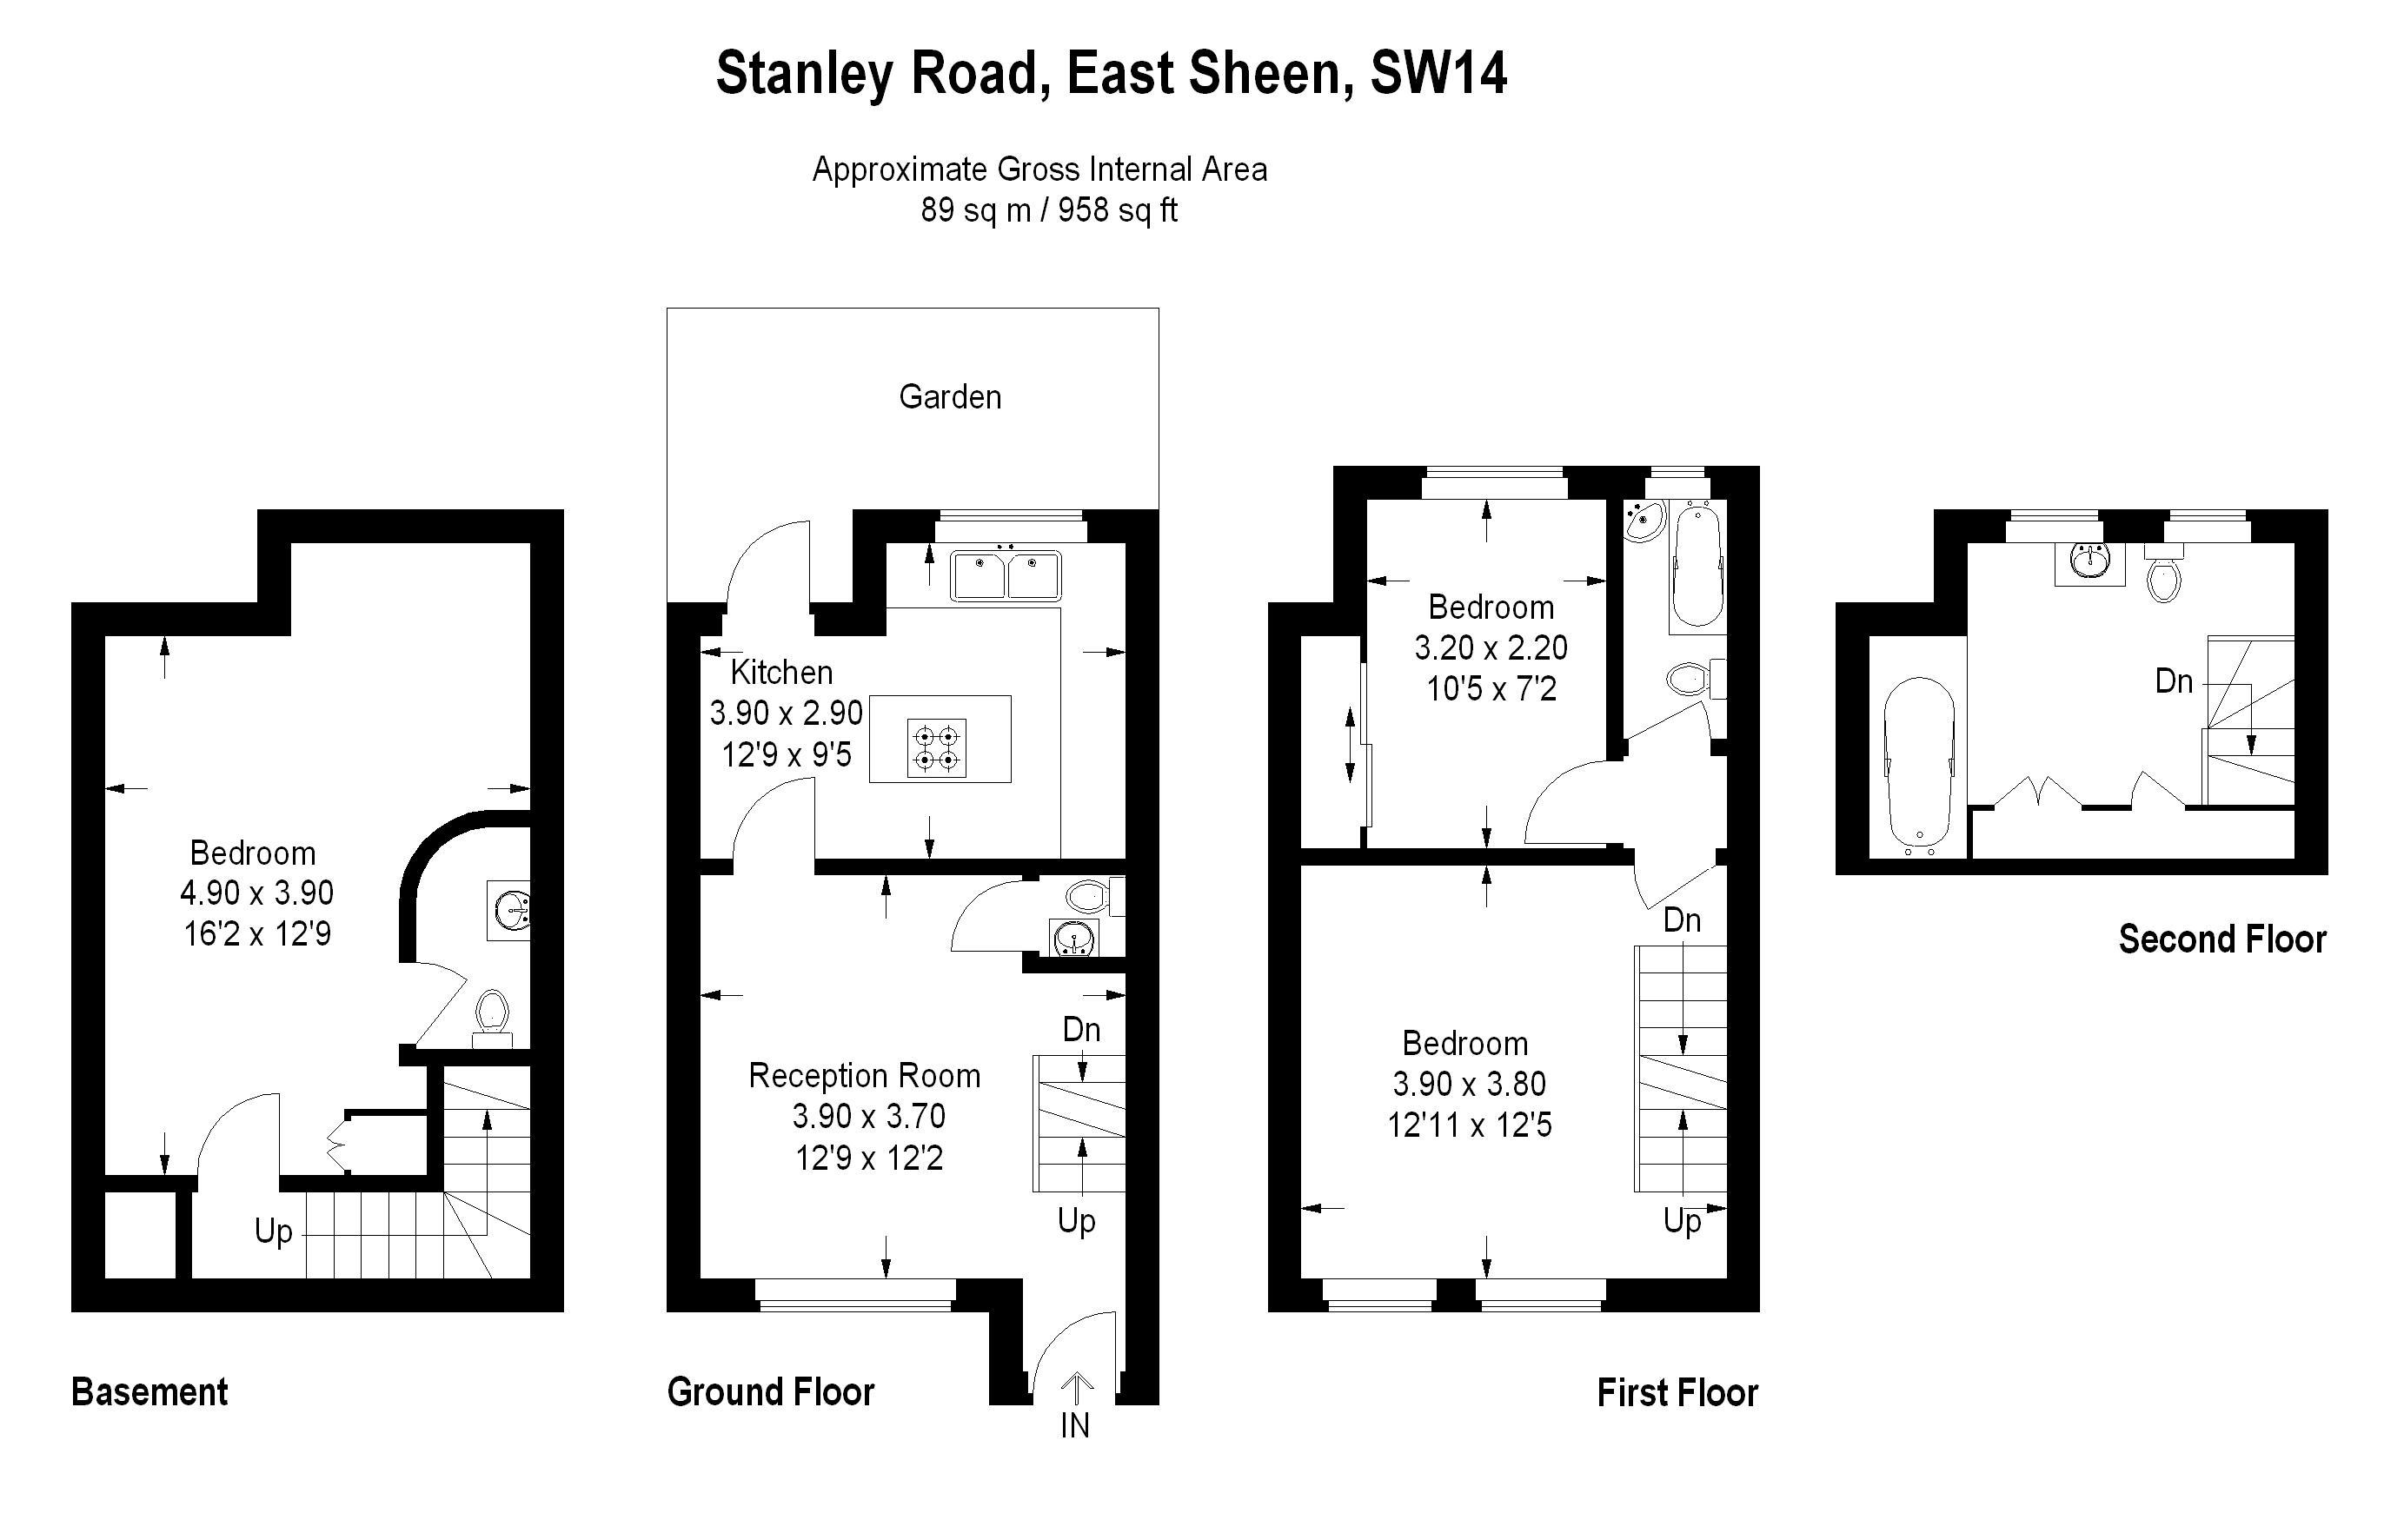 Stanley Road, East Sheen, SW14
Approximate Gross Internal Area
89 sq m / 958 sq ft
Bedroom
4.90 x 3.90
16'2 x 12'9
Up
Basement
Garden
Kitchen
3.90 x 2.90
12'9 x 9'5
Reception Room
3.90 x 3.70
12'9 x 12'2
Dn
Up
IN
Ground Floor
Bedroom
3.20 x 2.20
10'5 x 7'2
Dn
Bedroom
3.90 x 3.80
12'11 x 12'5
Up
First Floor
Dn
Second Floor